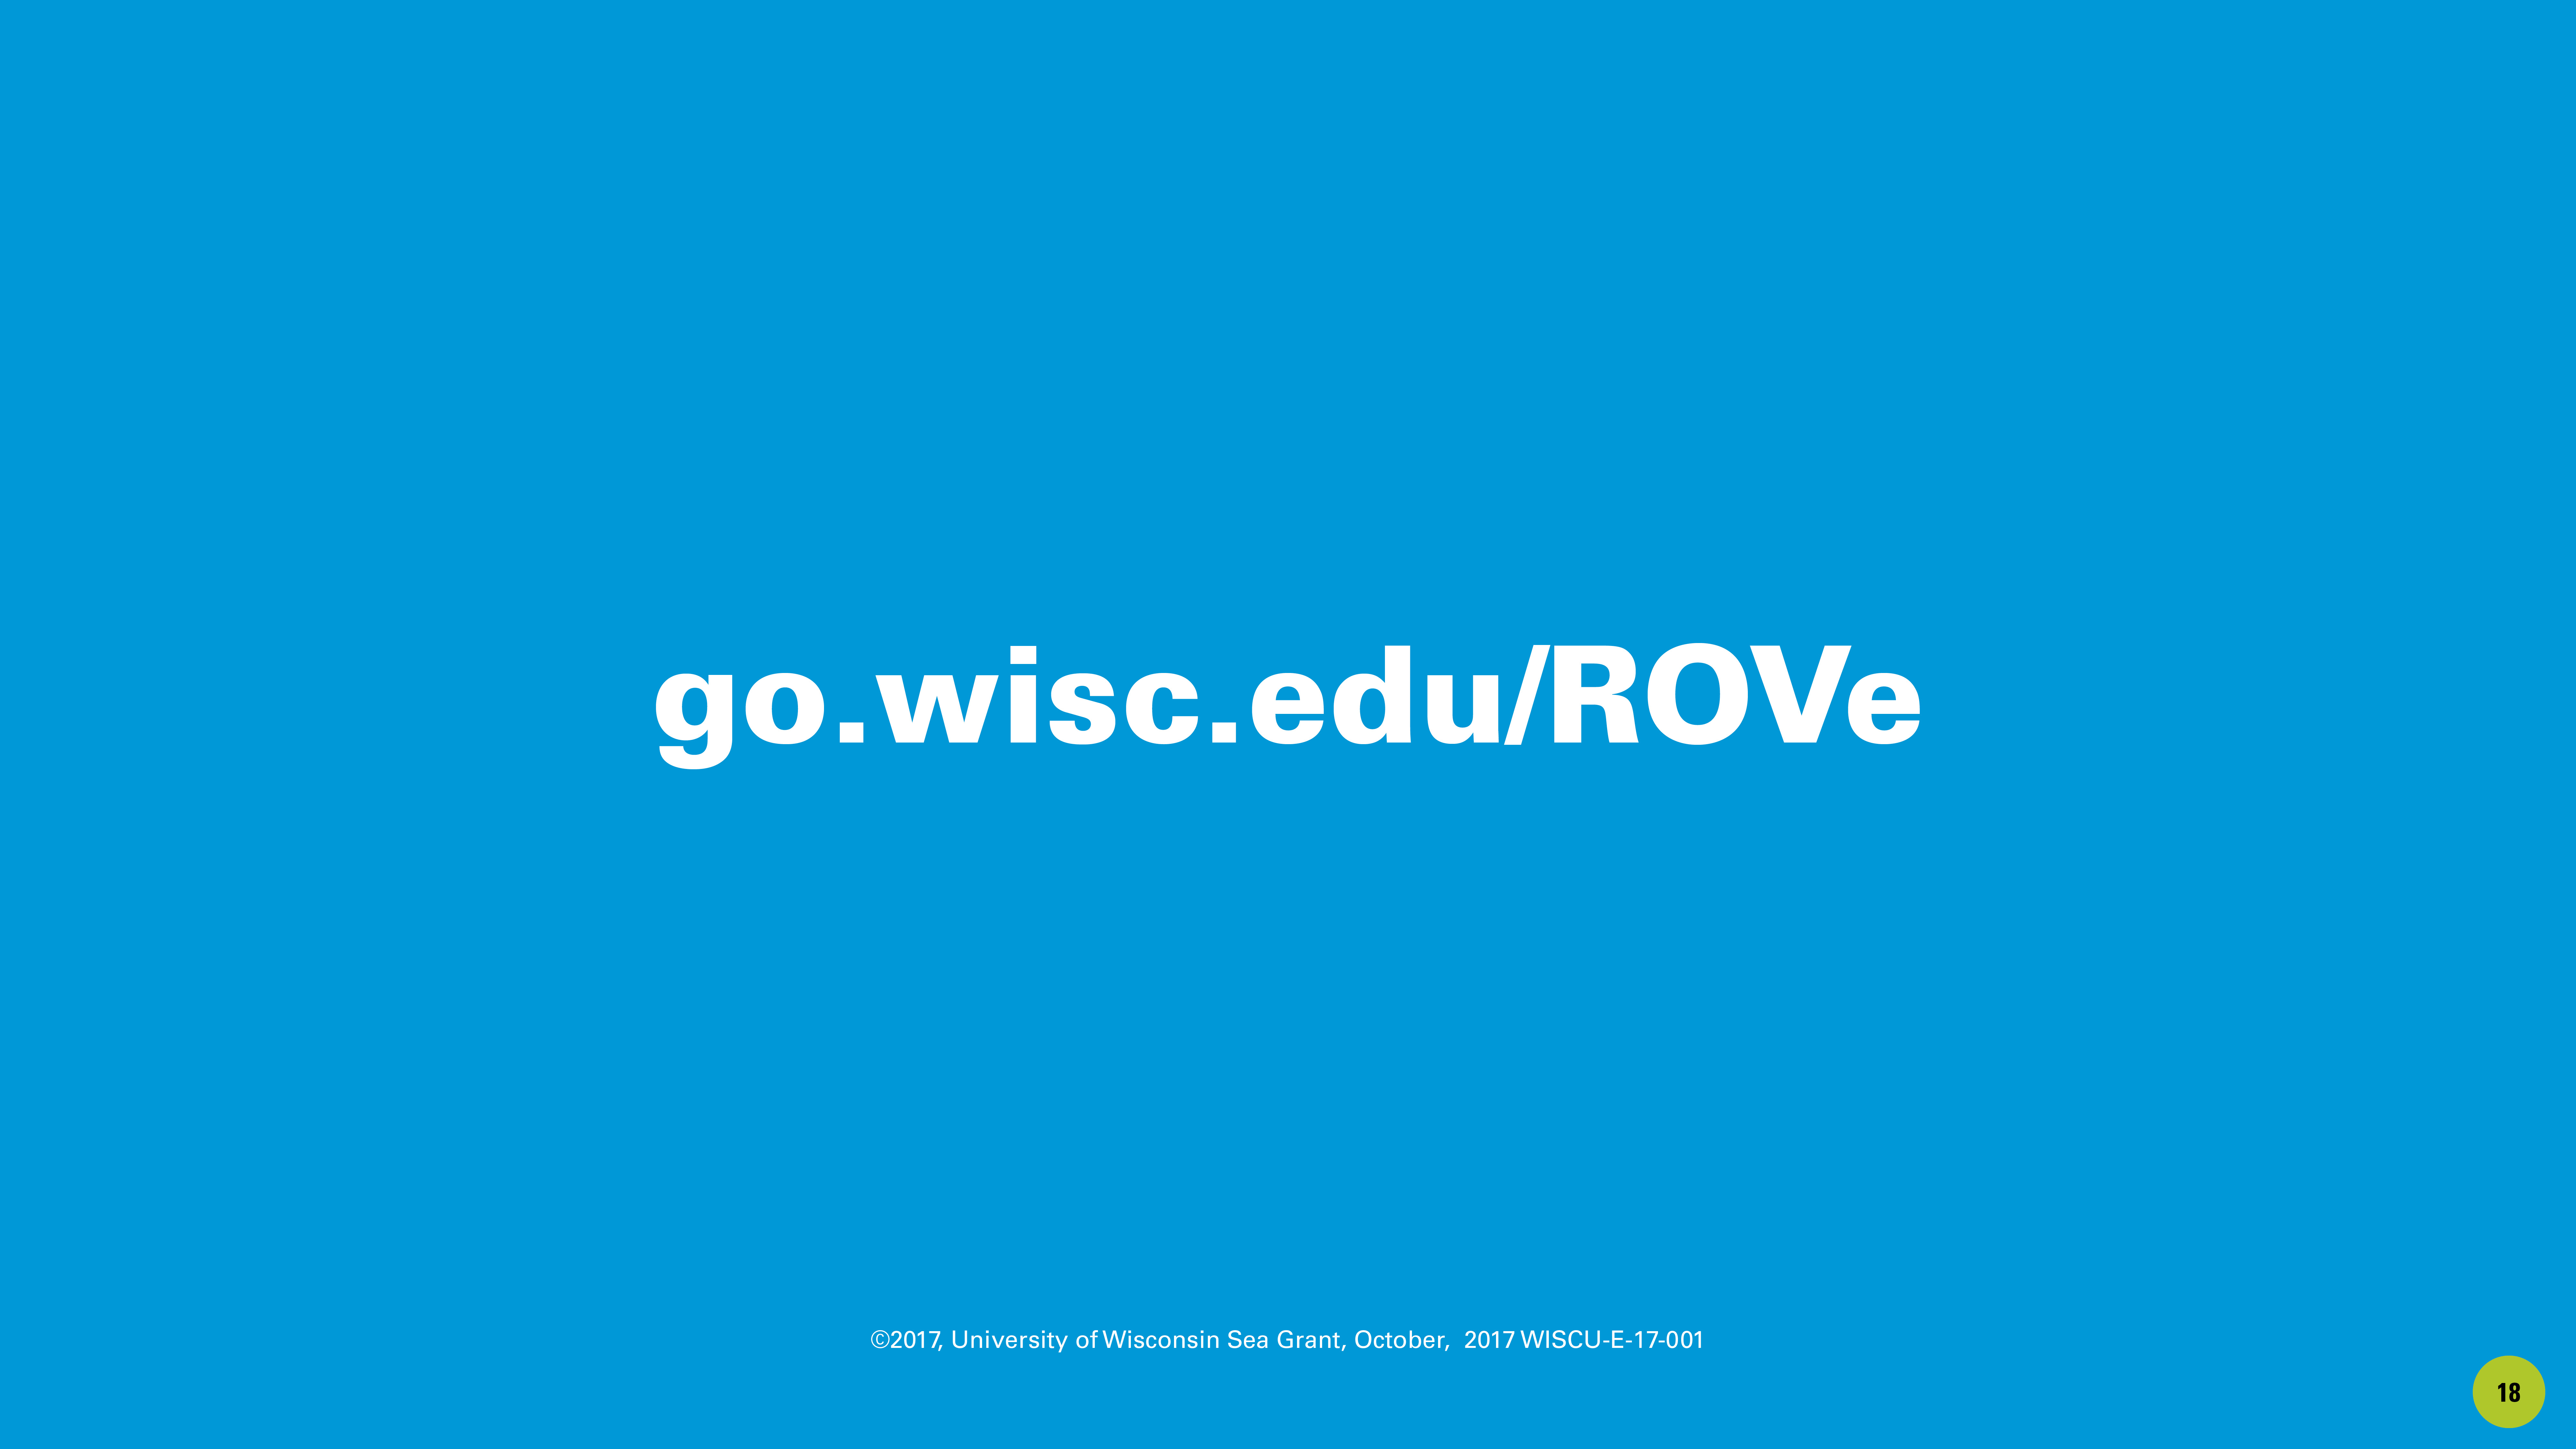 go.wisc.edu/ROVe
©2017, University of Wisconsin Sea Grant, October, 2017 WISCU-E-17-001
18